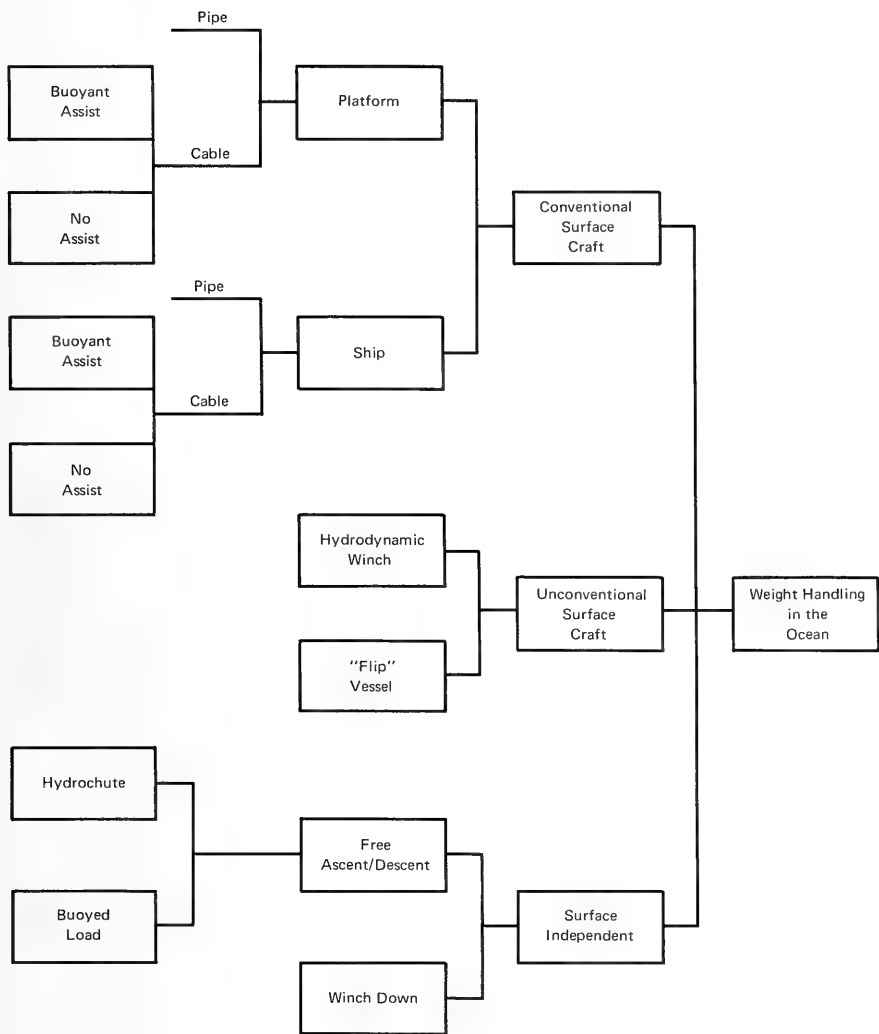 Pipe
Buoyant
Assist
Platform
Cable
No
Assist
Conventional
Surface
Craft
Pipe
Buoyant
Assist
Ship
Cable
No
Assist
Hydrodynamic
Winch
Unconventional
Surface
Craft
Weight Handling
in the
Ocean
"Flip"
Vessel
Hydrochute
Free
Ascent/Descent
Buoyed
Load
Surface
Independent
Winch Down